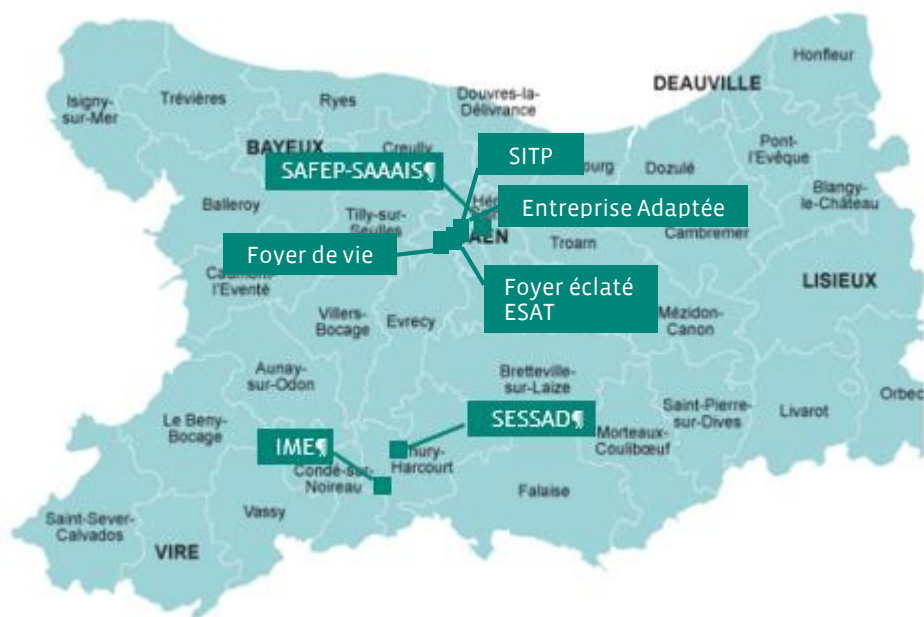 Honfleur
DEAUVILLE
Isigny-
sur-Mer
Trévières
Ryes
Douvres-la-
Délivrance
BAYEUX
Creully
SITP
Pont-
l'Evêque
SAFEP-SAAAIS¶
Dozulé
Blangy-
le-Château
Balleroy
Tilly-sur-
Seulles
Entreprise Adaptée
Cambremer
Foyer de vie
Troarn
LISIEUX
l'Eventé
Foyer éclaté
ESAT
Villers-
Bocage
Evrecy
Mézidon-
Canon
Aunay-
sur-Odon
Bretteville-
sur-Laize
Orbec
Le Beny-
Bocage
SESSAD¶
Saint-Pierre-
sur-Dives
Livarot
IME¶
Morteaux-
Coulibœuf
Harcourt
Condé-sur-
Noireau
Falaise
Vassy
Saint-Sever-
Calvados
VIRE